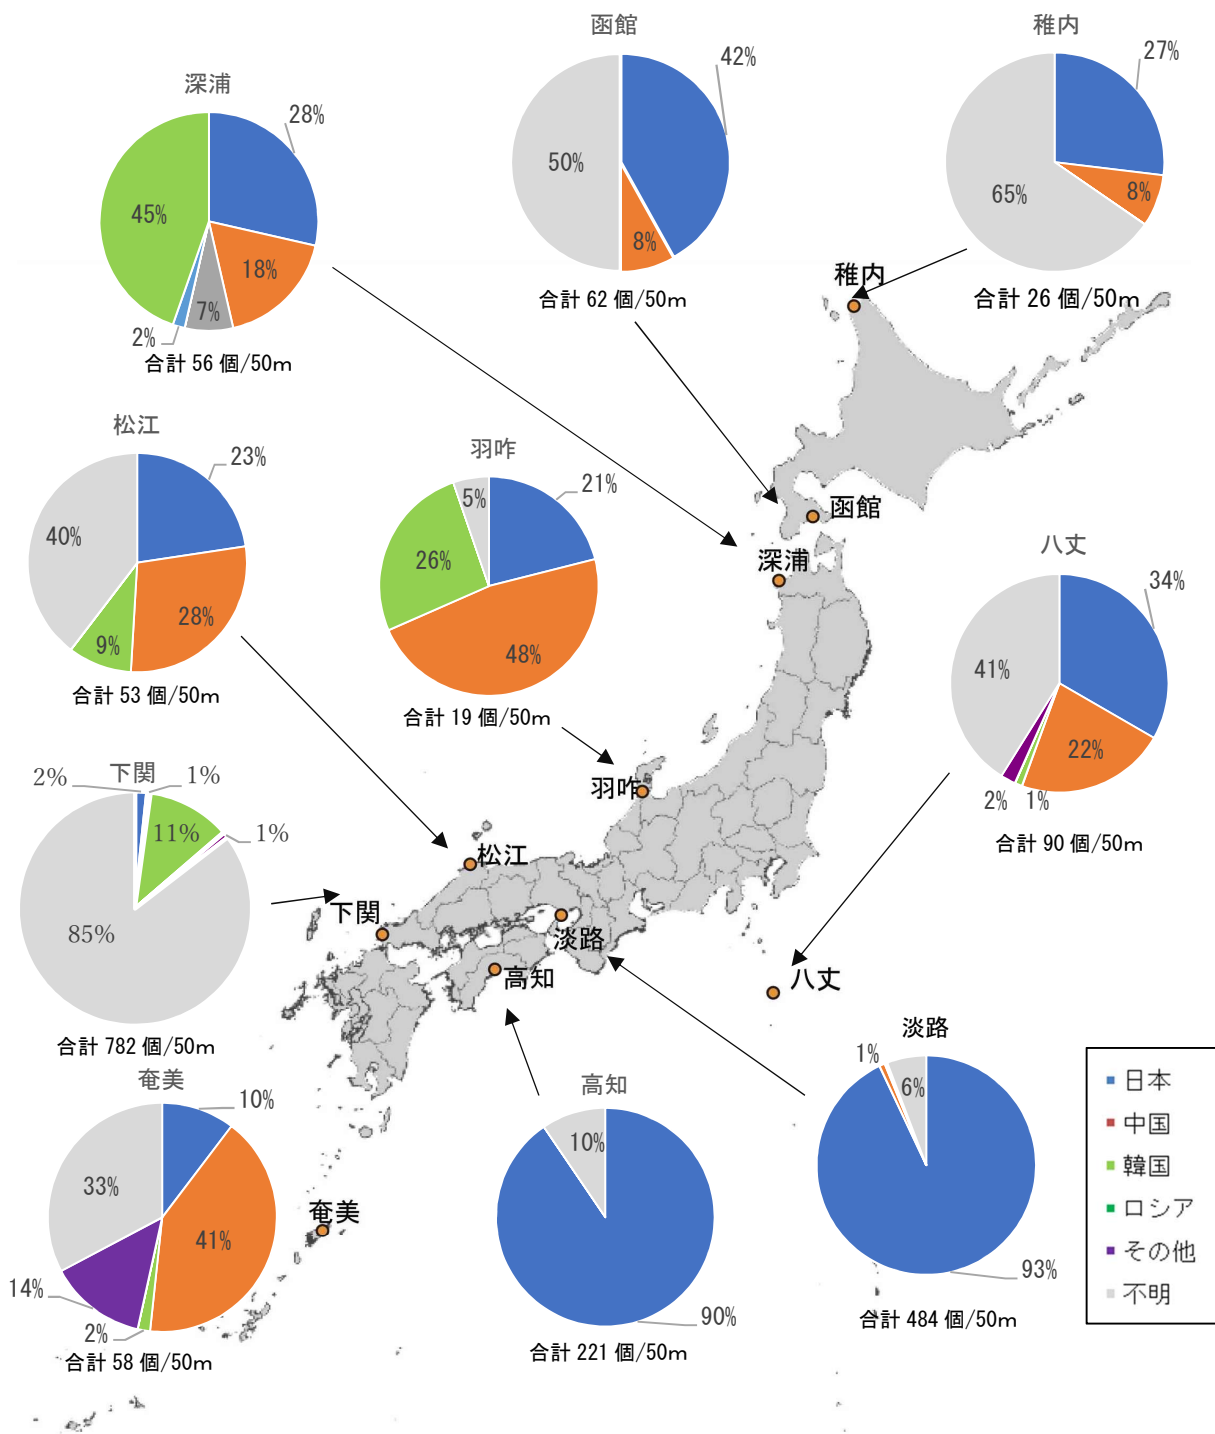 函館
42%
50%
8%
合計 62 個/50m
稚内
27%
8%
65%
合計 26 個/50m
深浦
28%
45%
18%
7%
2%
合計 56 個/50m
稚内
函館
深浦
松江
23%
40%
28%
9%
合計 53 個/50m
羽咋
21%
5%
26%
48%
合計 19 個/50m
八丈
34%
41%
22%
2%
1%
合計 90 個/50m
下関
2%
1%
11%
1%
85%
合計 782 個/50m
羽咋
松江
下関
淡路
高知
八丈
奄美
奄美
10%
33%
41%
14%
2%
合計 58 個/50m
高知
10%
90%
合計 221 個/50m
淡路
1%
6%
93%
合計 484 個/50m
日本
中国
韓国
ロシア
その他
不明